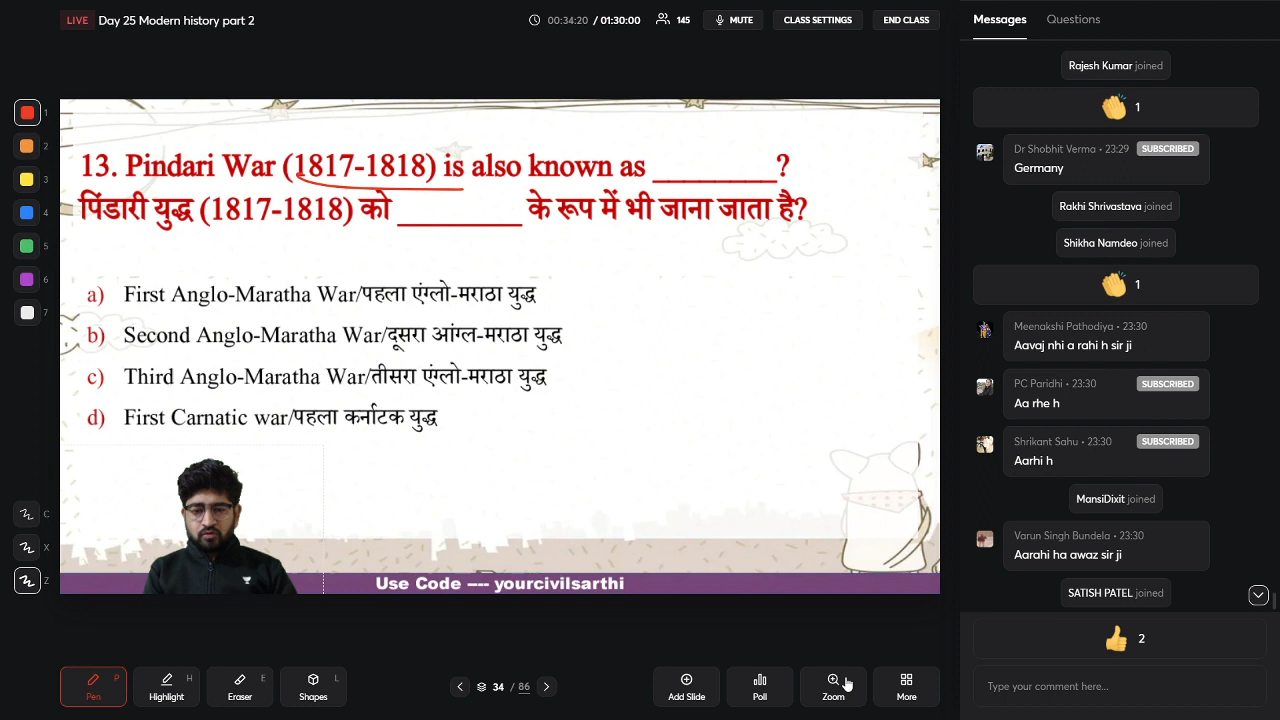 LIVE Day 25 Modern history part 2
00:34:20 / 01:30:00
145
MUTE
CLASS SETTINGS
END CLASS
1
2
3
4
5
6
7
C
X
Z
13. Pindari War (1817-1818) is also known as ________?
पिंडारी युद्ध (1817-1818) को ________ के रूप में भी जाना जाता है?
a) First Anglo-Maratha War/पहला एंग्लो-मराठा युद्ध
b) Second Anglo-Maratha War/दूसरा आंग्ल-मराठा युद्ध
c) Third Anglo-Maratha War/तीसरा एंग्लो-मराठा युद्ध
d) First Carnatic war/पहला कर्नाटक युद्ध
Use Code ---- yourcivilsarthi
Pen P
Highlight H
Eraser E
Shapes L
34 / 86
Add Slide
Poll
Zoom
More
Messages Questions
Rajesh Kumar joined
1
Dr Shobhit Verma • 23:29 SUBSCRIBED
Germany
Rakhi Shrivastava joined
Shikha Namdeo joined
1
Meenakshi Pathodiya • 23:30
Aavaj nhi a rahi h sir ji
PC Paridhi • 23:30 SUBSCRIBED
Aa rhe h
Shrikant Sahu • 23:30 SUBSCRIBED
Aarhi h
MansiDixit joined
Varun Singh Bundela • 23:30
Aarahi ha awaz sir ji
SATISH PATEL joined
2
Type your comment here...